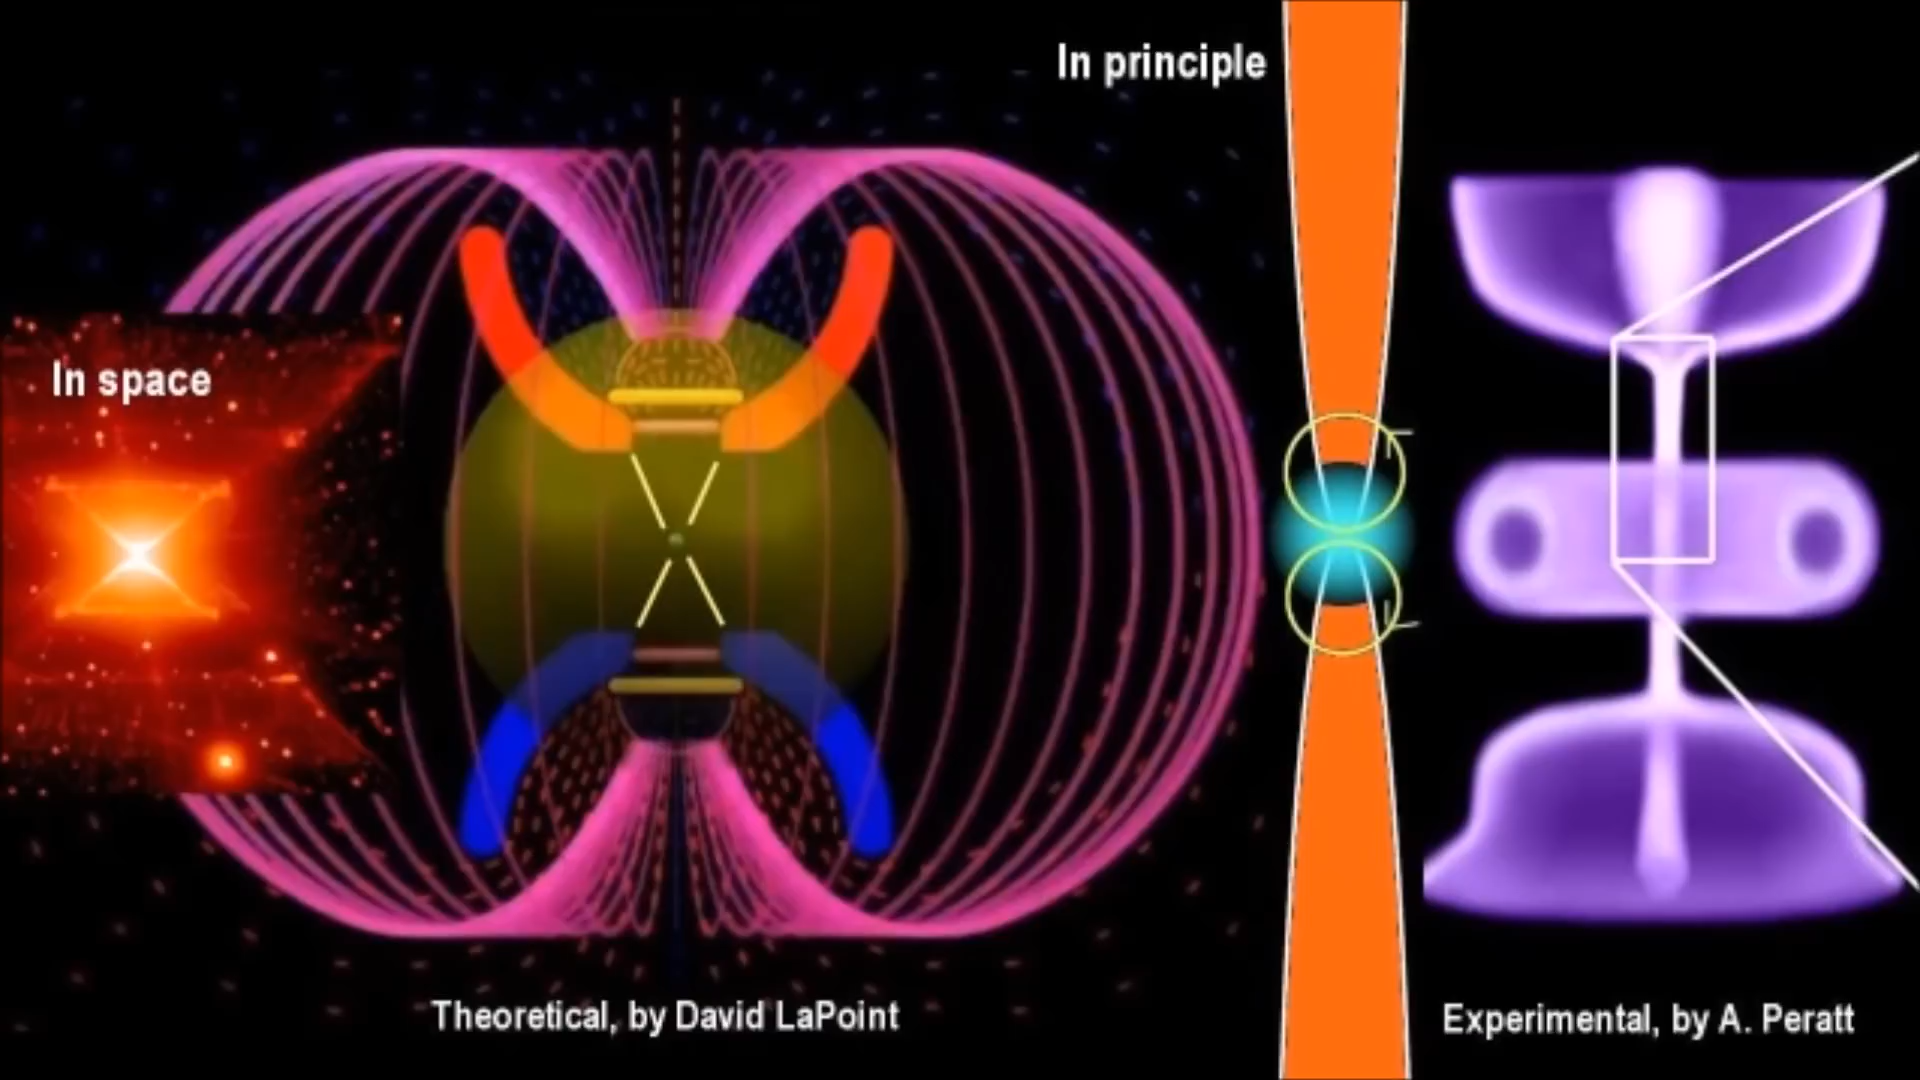 In principle
In space
Theoretical, by David LaPoint
Experimental, by A. Peratt